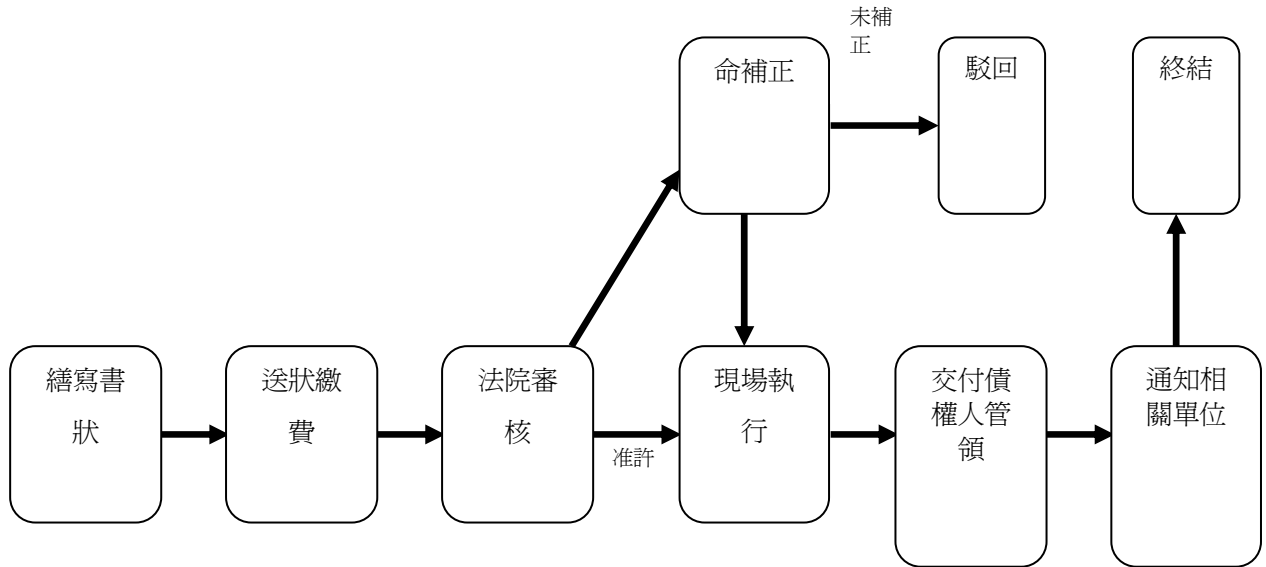 未補
正
命補正
駁回
終結
繕寫書
狀
送狀繳
費
法院審
核
准許
現場執
行
交付債
權人管
領
通知相
關單位